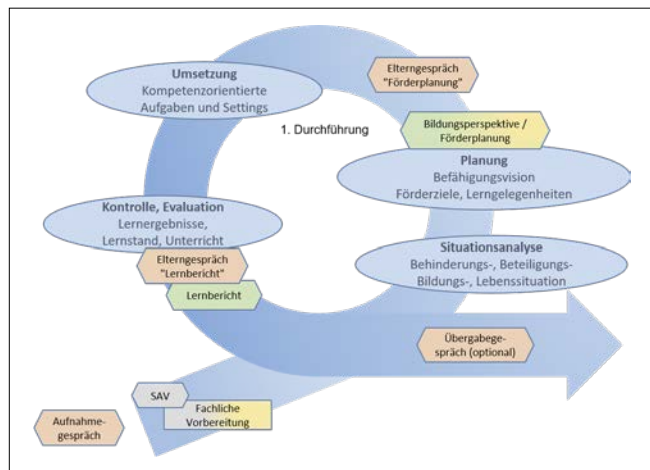 Umsetzung
Kompetenzorientierte
Aufgaben und Settings
Elterngespräch
"Förderplanung"
1. Durchführung
Bildungsperspektive /
Förderplanung
Planung
Befähigungsvision
Förderziele, Lerngelegenheiten
Kontrolle, Evaluation
Lernergebnisse,
Lernstand, Unterricht
Elterngespräch
"Lernbericht"
Lernbericht
Situationsanalyse
Behinderungs-, Beteiligungs-
Bildungs-, Lebenssituation
Übergabege-
spräch (optional)
SAV
Fachliche
Vorbereitung
Aufnahme-
gespräch